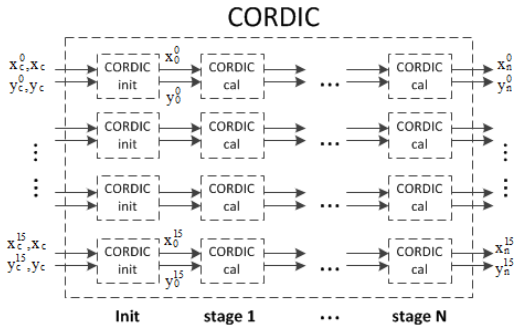 CORDIC
x_c^0,x_c CORDIC init x_0^0 CORDIC cal ... CORDIC cal x_n^0
y_c^0,y_c y_0^0 y_n^0
CORDIC init CORDIC cal ... CORDIC cal
CORDIC init CORDIC cal ... CORDIC cal
x_c^15,x_c CORDIC init x_0^15 CORDIC cal ... CORDIC cal x_n^15
y_c^15,y_c y_0^15 y_n^15
Init stage 1 ... stage N